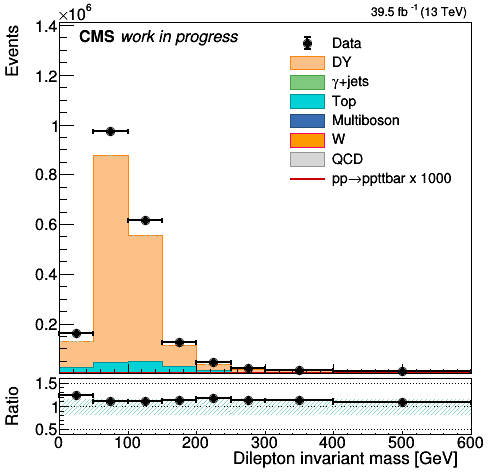 39.5 fb⁻¹ (13 TeV)
×10⁶
CMS work in progress
Events
1.4
1.2
1
0.8
0.6
0.4
0.2
Data
DY
γ+jets
Top
Multiboson
W
QCD
pp→ppttbar x 1000
Ratio
1.5
1
0.5
0 100 200 300 400 500 600
Dilepton invariant mass [GeV]